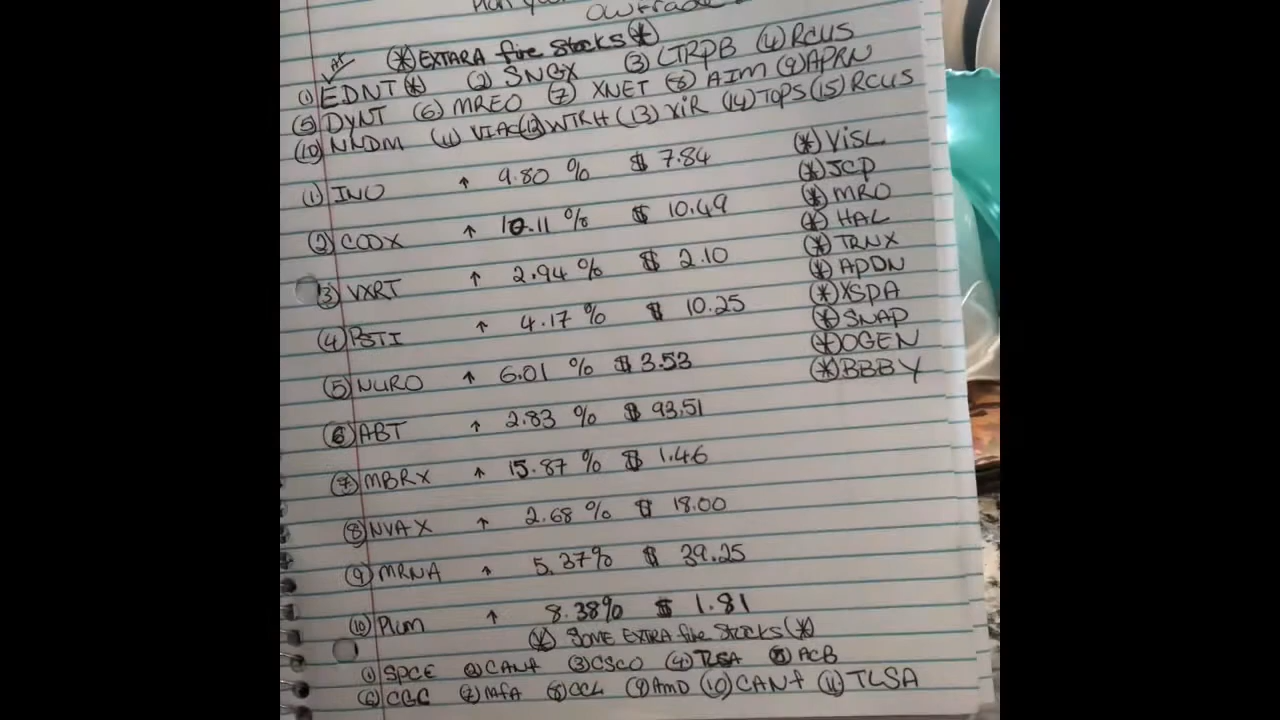 Plan
(*) EXTARA fire stocks (*)
(1) EDNT (*) (2) SNGX (3) LTRPB (4) RCUS
(5) DYNT (6) MREO (7) XNET (8) AIM (9) APRN
(10) NNDM (11) VIAC (12) WTRH (13) XIR (14) TOPS (15) RCUS
(1) INO ↑ 9.80 % $ 7.84
(2) CODX ↑ 10.11 % $ 10.49
(3) VXRT ↑ 2.94 % $ 2.10
(4) PSTI ↑ 4.17 % $ 10.25
(5) NURO ↑ 6.01 % $ 3.53
(6) ABT ↑ 2.83 % $ 93.51
(7) MBRX ↑ 15.87 % $ 1.46
(8) NVAX ↑ 2.68 % $ 18.00
(9) MRNA ↑ 5.37% $ 39.25
(10) Plum ↑ 8.38% $ 1.81
(*) VISL
(*) JCP
(*) MRO
(*) HAL
(*) TRNX
(*) APDN
(*) XSPA
(*) SNAP
(*) OGEN
(*) BBBY
(*) SOME EXTRA fire stocks (*)
(1) SPCE (2) CANF (3) CSCO (4) TLSA (5) ACB
(6) CGC (7) MFA (8) CCL (9) AMD (10) CANF (11) TLSA